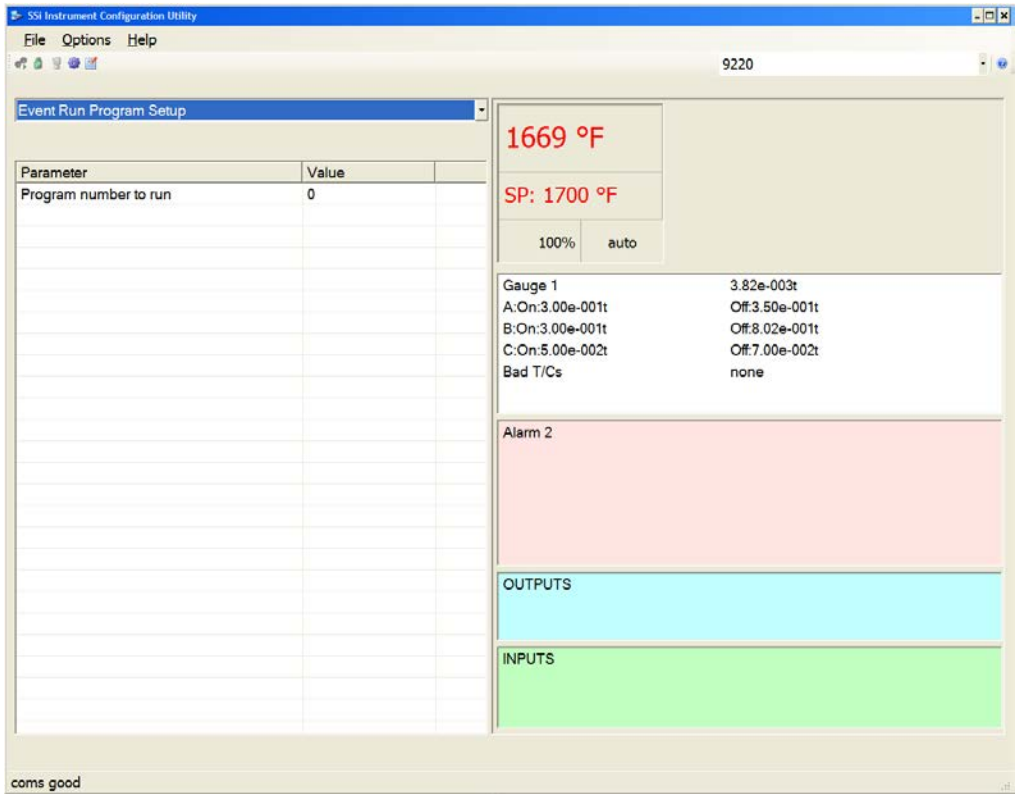 SSi Instrument Configuration Utility
File Options Help
9220
Event Run Program Setup
Parameter Value
Program number to run 0
1669 °F
SP: 1700 °F
100% auto
Gauge 1 3.82e-003t
A:On:3.00e-001t Off:3.50e-001t
B:On:3.00e-001t Off:8.02e-001t
C:On:5.00e-002t Off:7.00e-002t
Bad T/Cs none
Alarm 2
OUTPUTS
INPUTS
coms good